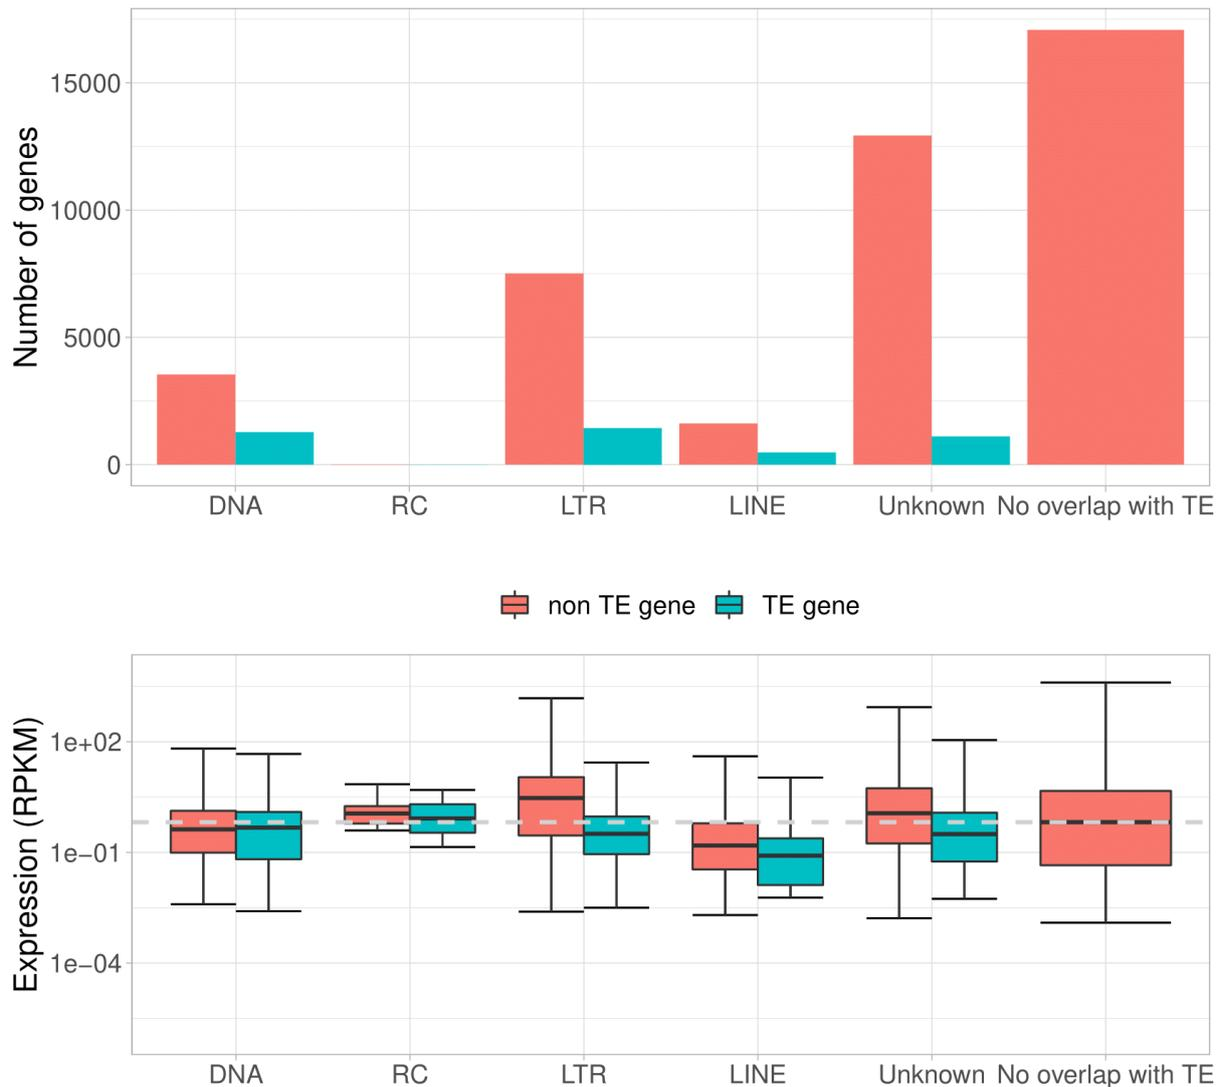 Number of genes
15000
10000
5000
0
DNA RC LTR LINE Unknown No overlap with TE
non TE gene TE gene
Expression (RPKM)
1e+02
1e−01
1e−04
DNA RC LTR LINE Unknown No overlap with TE